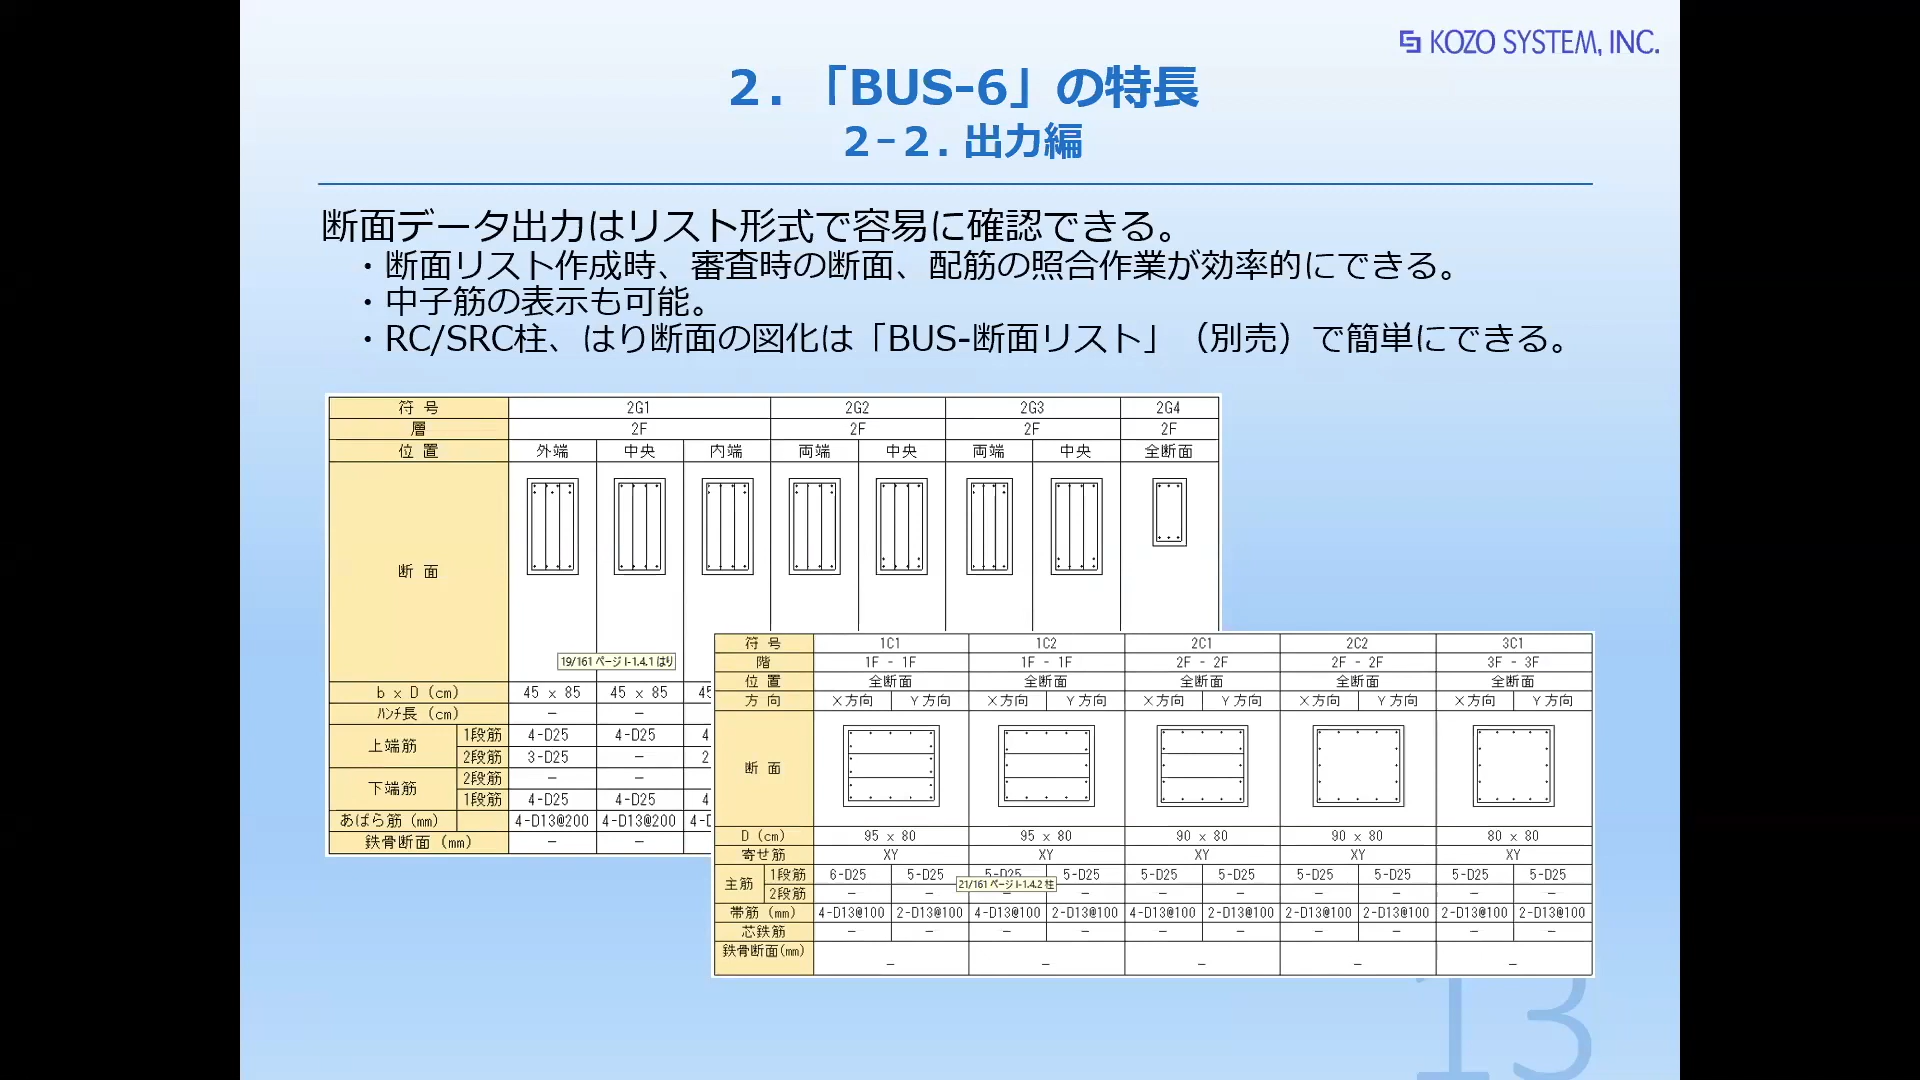 KOZO SYSTEM, INC.
２．「BUS-6」の特長
２−２. 出力編
断面データ出力はリスト形式で容易に確認できる。
・断面リスト作成時、審査時の断面、配筋の照合作業が効率的にできる。
・中子筋の表示も可能。
・RC/SRC柱、はり断面の図化は「BUS-断面リスト」（別売）で簡単にできる。
符 号 2G1 2G2 2G3 2G4
層 2F 2F 2F 2F
位 置 外端 中央 内端 両端 中央 両端 中央 全断面
断 面
19/161 ページ I-1.4.1 はり
b x D (cm) 45 x 85 45 x 85 45
ﾊﾝﾁ長 (cm) − −
上端筋 1段筋 4-D25 4-D25 4
2段筋 3-D25 − 2
下端筋 2段筋 − −
1段筋 4-D25 4-D25 4
あばら筋 (mm) 4-D13@200 4-D13@200 4-D
鉄骨断面 (mm) − −
符 号 1C1 1C2 2C1 2C2 3C1
階 1F - 1F 1F - 1F 2F - 2F 2F - 2F 3F - 3F
位 置 全断面 全断面 全断面 全断面 全断面
方 向 X方向 Y方向 X方向 Y方向 X方向 Y方向 X方向 Y方向 X方向 Y方向
断 面
D (cm) 95 x 80 95 x 80 90 x 80 90 x 80 80 x 80
寄せ筋 XY XY XY XY XY
主筋 1段筋 6-D25 5-D25 5-D25 5-D25 5-D25 5-D25 5-D25 5-D25 5-D25 5-D25
21/161 ページ I-1.4.2 柱
2段筋 − − − − − − − − − −
帯筋 (mm) 4-D13@100 2-D13@100 4-D13@100 2-D13@100 4-D13@100 2-D13@100 2-D13@100 2-D13@100 2-D13@100 2-D13@100
芯鉄筋 − − − − − − − − − −
鉄骨断面(mm) − − − − −
13